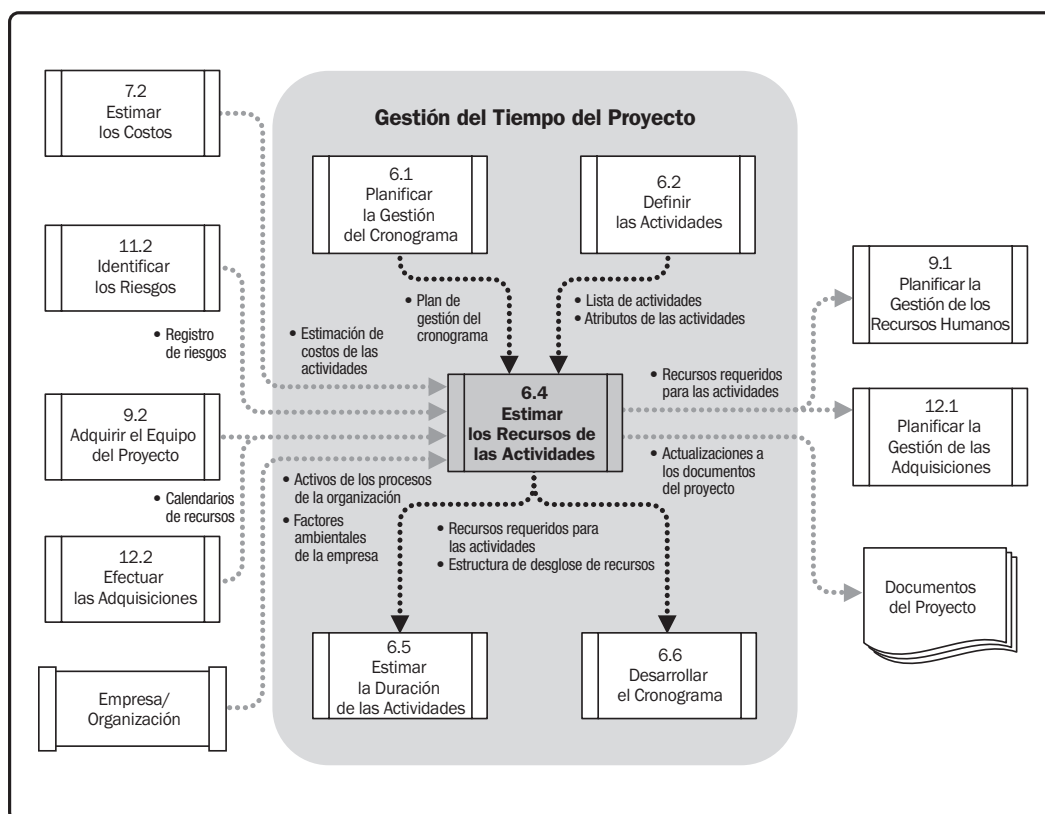 7.2
Estimar
los Costos
Gestión del Tiempo del Proyecto
6.1
Planificar
la Gestión
del Cronograma
6.2
Definir
las Actividades
11.2
Identificar
los Riesgos
9.1
Planificar la
Gestión de los
Recursos Humanos
• Registro
de riesgos
• Estimación de
costos de las
actividades
• Plan de
gestión del
cronograma
• Lista de actividades
• Atributos de las actividades
6.4
Estimar
los Recursos de
las Actividades
• Recursos requeridos
para las actividades
9.2
Adquirir el Equipo
del Proyecto
12.1
Planificar la
Gestión de las
Adquisiciones
• Calendarios
de recursos
• Activos de los procesos
de la organización
• Factores
ambientales
de la empresa
• Actualizaciones a
los documentos
del proyecto
• Recursos requeridos para
las actividades
• Estructura de desglose de recursos
12.2
Efectuar
las Adquisiciones
Documentos
del Proyecto
6.5
Estimar
la Duración
de las Actividades
6.6
Desarrollar
el Cronograma
Empresa/
Organización